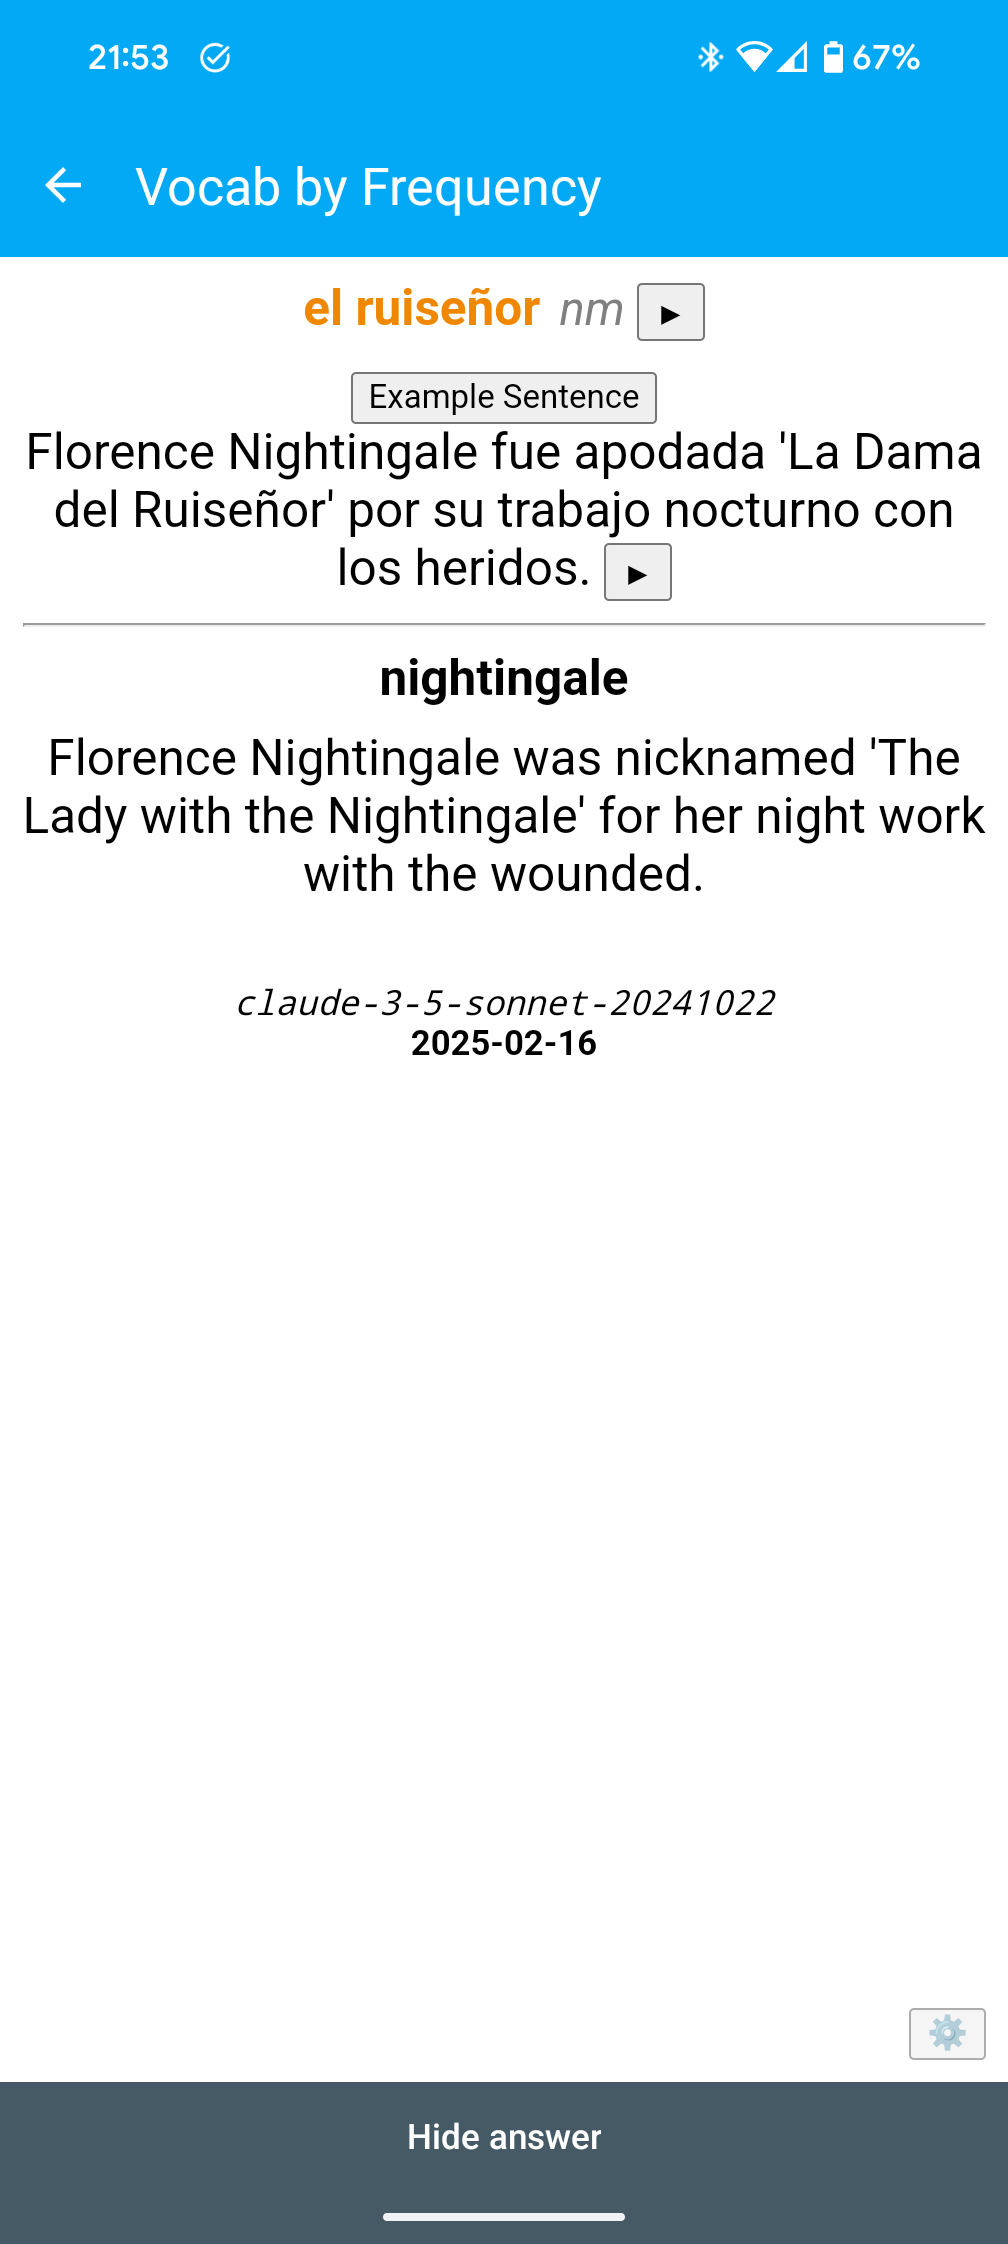 21:53 67%
Vocab by Frequency
el ruiseñor nm ▶
Example Sentence
Florence Nightingale fue apodada 'La Dama
del Ruiseñor' por su trabajo nocturno con
los heridos. ▶
nightingale
Florence Nightingale was nicknamed 'The
Lady with the Nightingale' for her night work
with the wounded.
claude-3-5-sonnet-20241022
2025-02-16
Hide answer